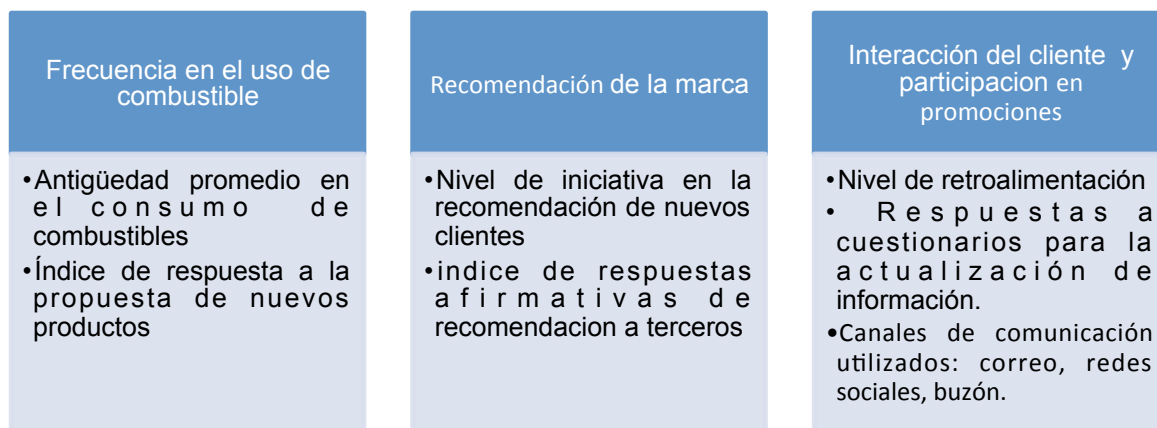 Frecuencia en el uso de
combustible
•Antigüedad promedio en
el consumo de
combustibles
•Índice de respuesta a la
propuesta de nuevos
productos
Recomendación de la marca
•Nivel de iniciativa en la
recomendación de nuevos
clientes
•indice de respuestas
afirmativas de
recomendacion a terceros
Interacción del cliente y
participacion en
promociones
•Nivel de retroalimentación
• Respuestas a
cuestionarios para la
actualización de
información.
•Canales de comunicación
utilizados: correo, redes
sociales, buzón.